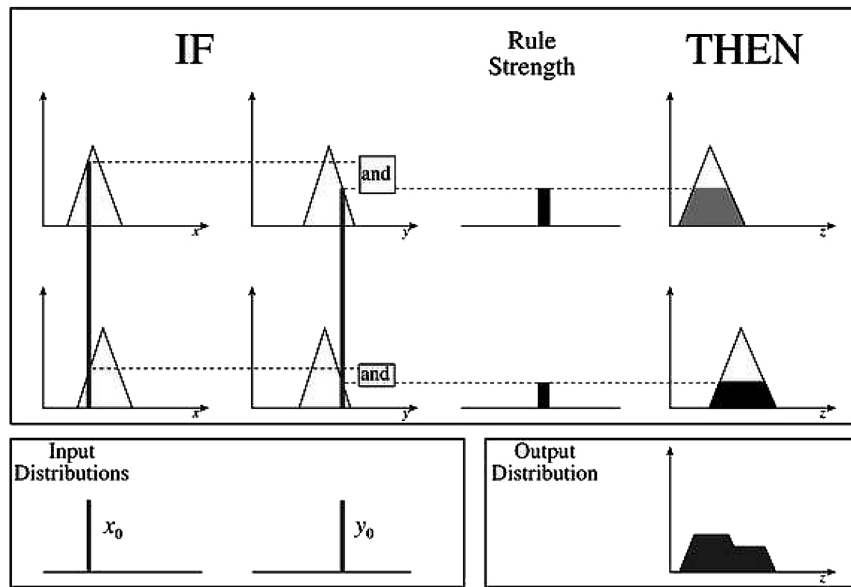 IF
Rule
Strength
THEN
and
x
y
z
and
x
y
z
Input
Distributions
x₀
y₀
Output
Distribution
z